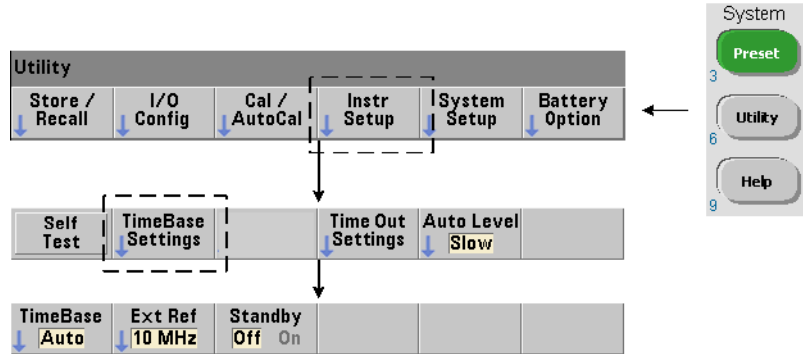 System
Preset
3
Utility
6
Help
9
Utility
Store / Recall
I/O Config
Cal / AutoCal
Instr Setup
System Setup
Battery Option
Self Test
TimeBase Settings
Time Out Settings
Auto Level
Slow
TimeBase
Auto
Ext Ref
10 MHz
Standby
Off On